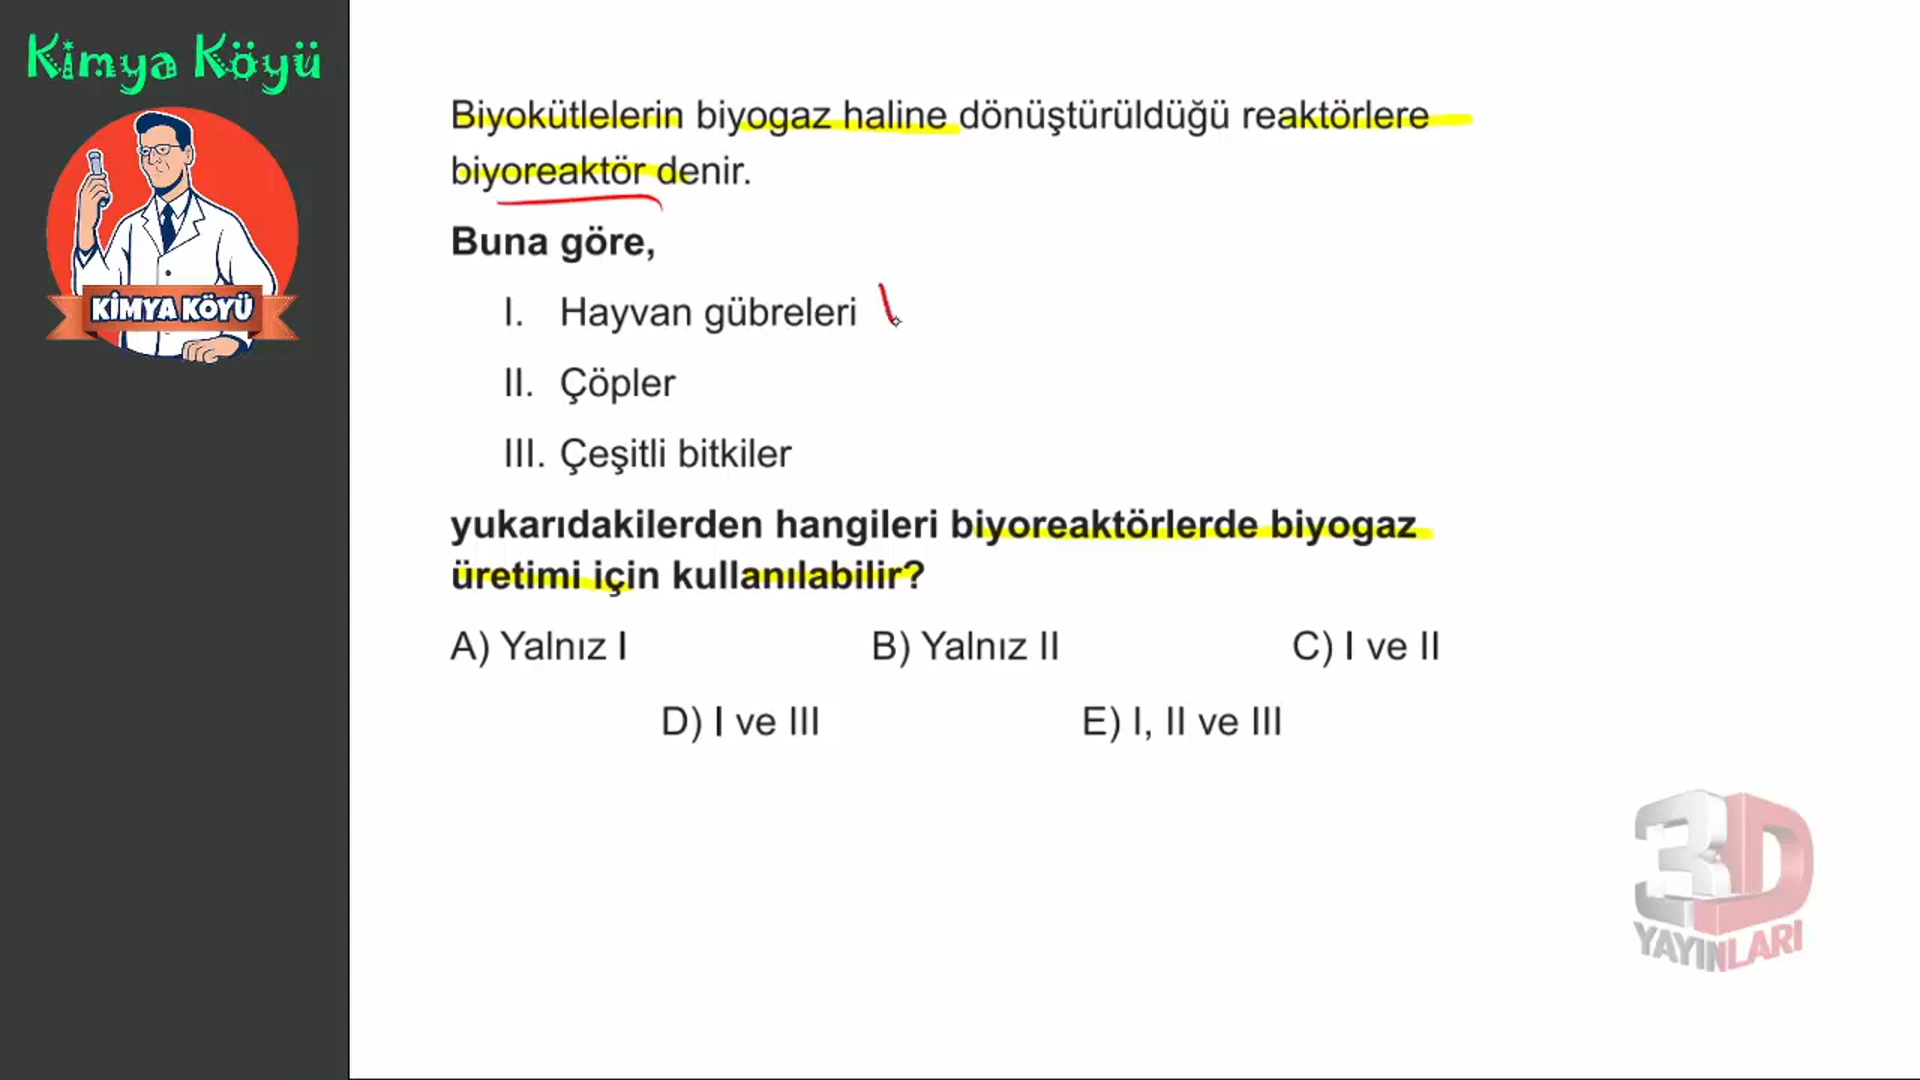 Kimya Köyü
KİMYA KÖYÜ
Biyokütlelerin biyogaz haline dönüştürüldüğü reaktörlere
biyoreaktör denir.
Buna göre,
I. Hayvan gübreleri
II. Çöpler
III. Çeşitli bitkiler
yukarıdakilerden hangileri biyoreaktörlerde biyogaz
üretimi için kullanılabilir?
A) Yalnız I B) Yalnız II C) I ve II
D) I ve III E) I, II ve III
3D
YAYINLARI